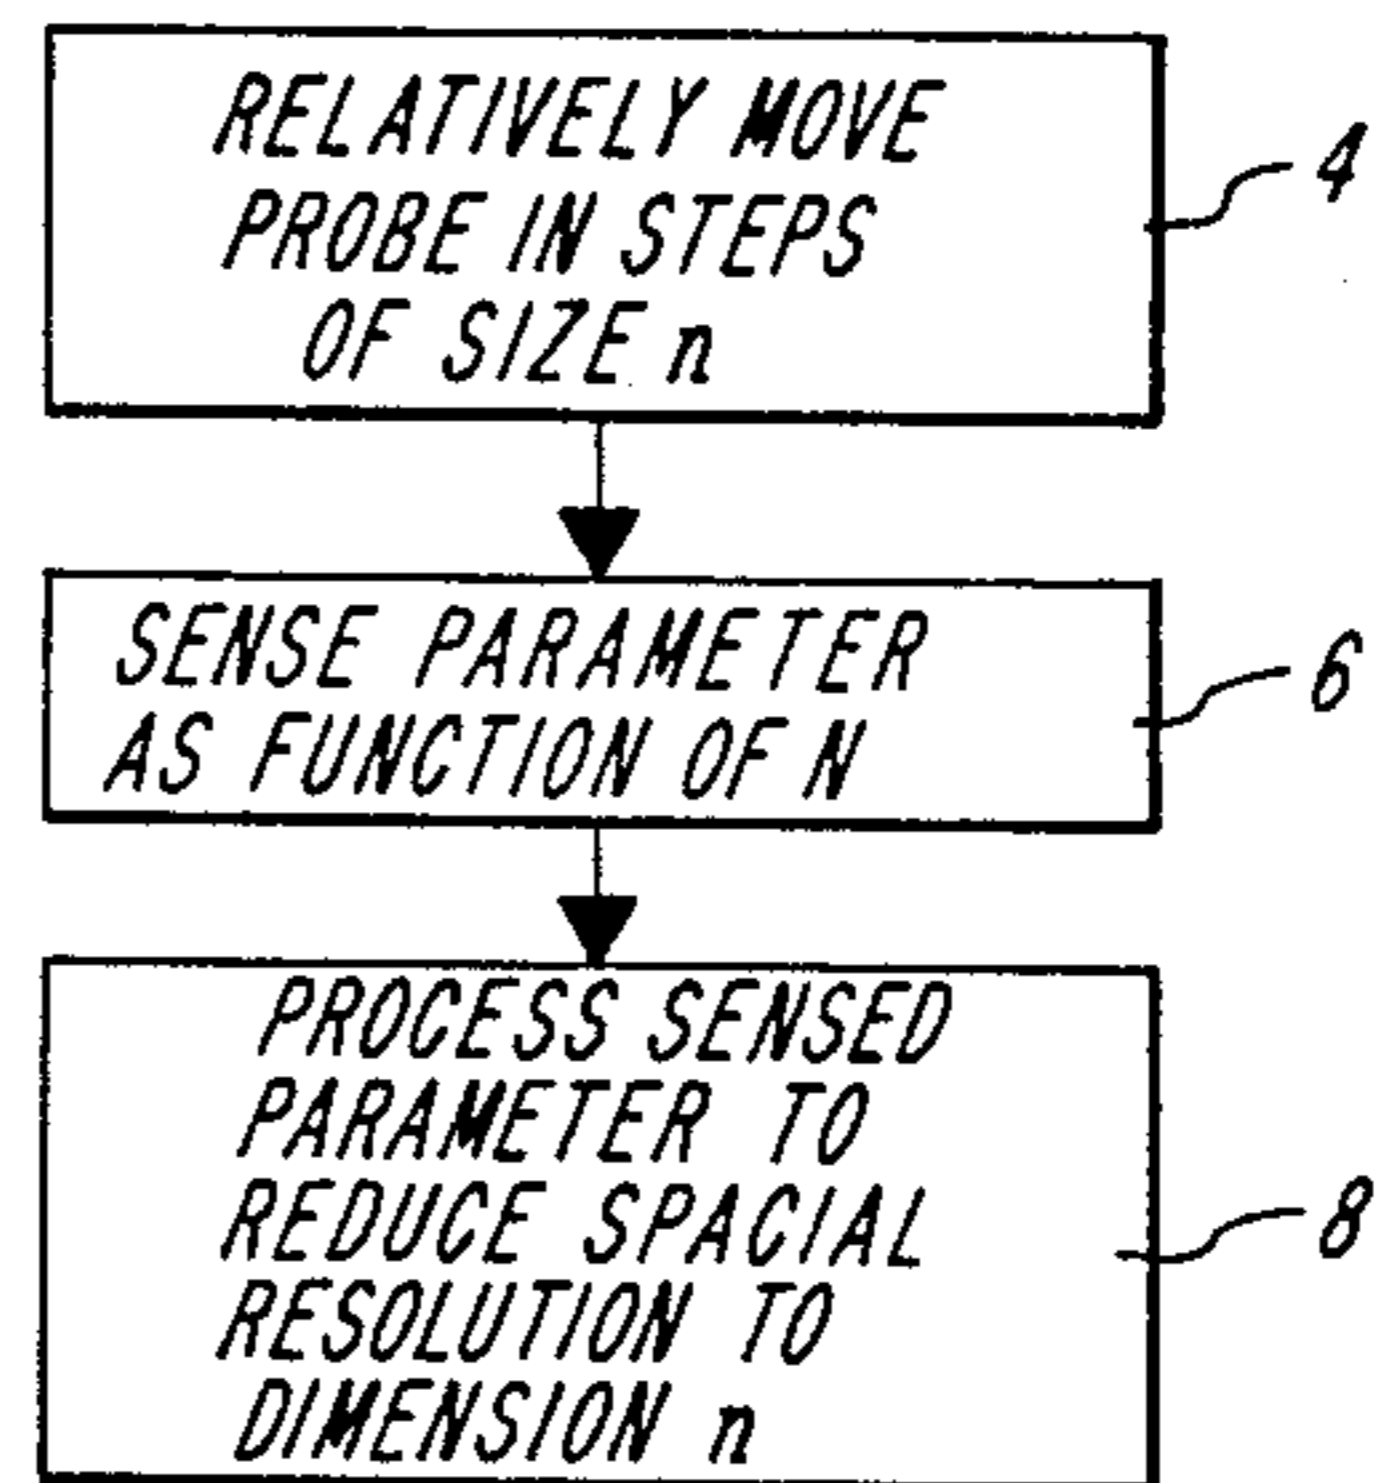 RELATIVELY MOVE
PROBE IN STEPS
OF SIZE n
4
SENSE PARAMETER
AS FUNCTION OF N
6
PROCESS SENSED
PARAMETER TO
REDUCE SPACIAL
RESOLUTION TO
DIMENSION n
8